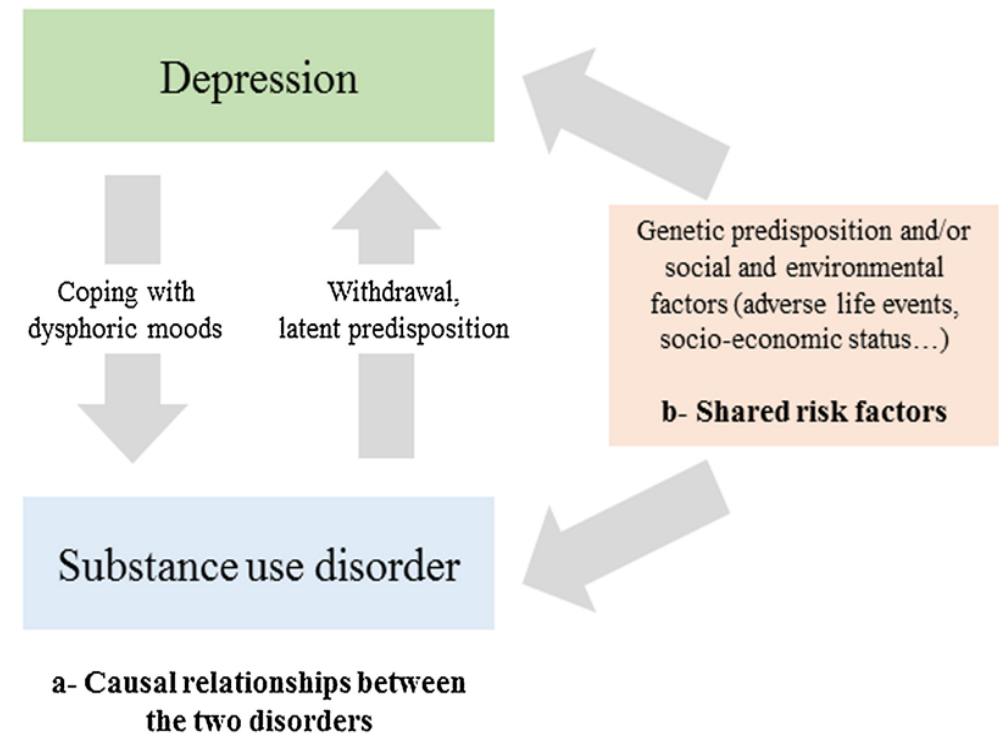 Depression
Coping with
dysphoric moods
Withdrawal,
latent predisposition
Genetic predisposition and/or
social and environmental
factors (adverse life events,
socio-economic status…)
b- Shared risk factors
Substance use disorder
a- Causal relationships between
the two disorders